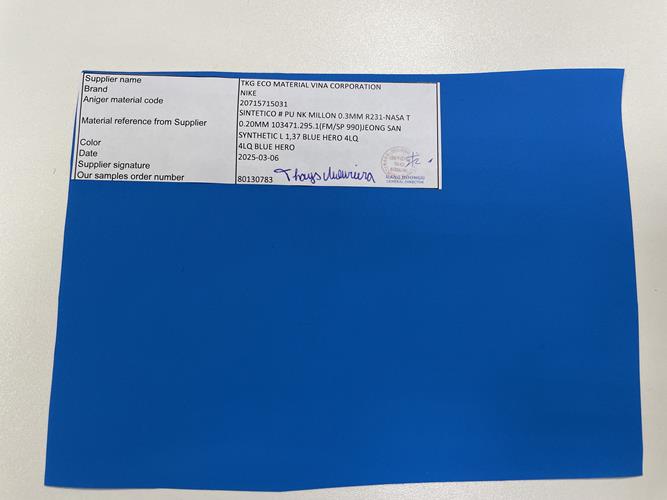 Supplier name TKG ECO MATERIAL VINA CORPORATION
Brand NIKE
Aniger material code 20715715031
Material reference from Supplier SINTETICO # PU NK MILLON 0.3MM R231-NASA T
0.20MM 103471.295.1(FM/SP 990)JEONG SAN
SYNTHETIC L 1,37 BLUE HERO 4LQ
Color 4LQ BLUE HERO
Date 2025-03-06
Supplier signature
Our samples order number 80130783
GENERAL DIRECTOR